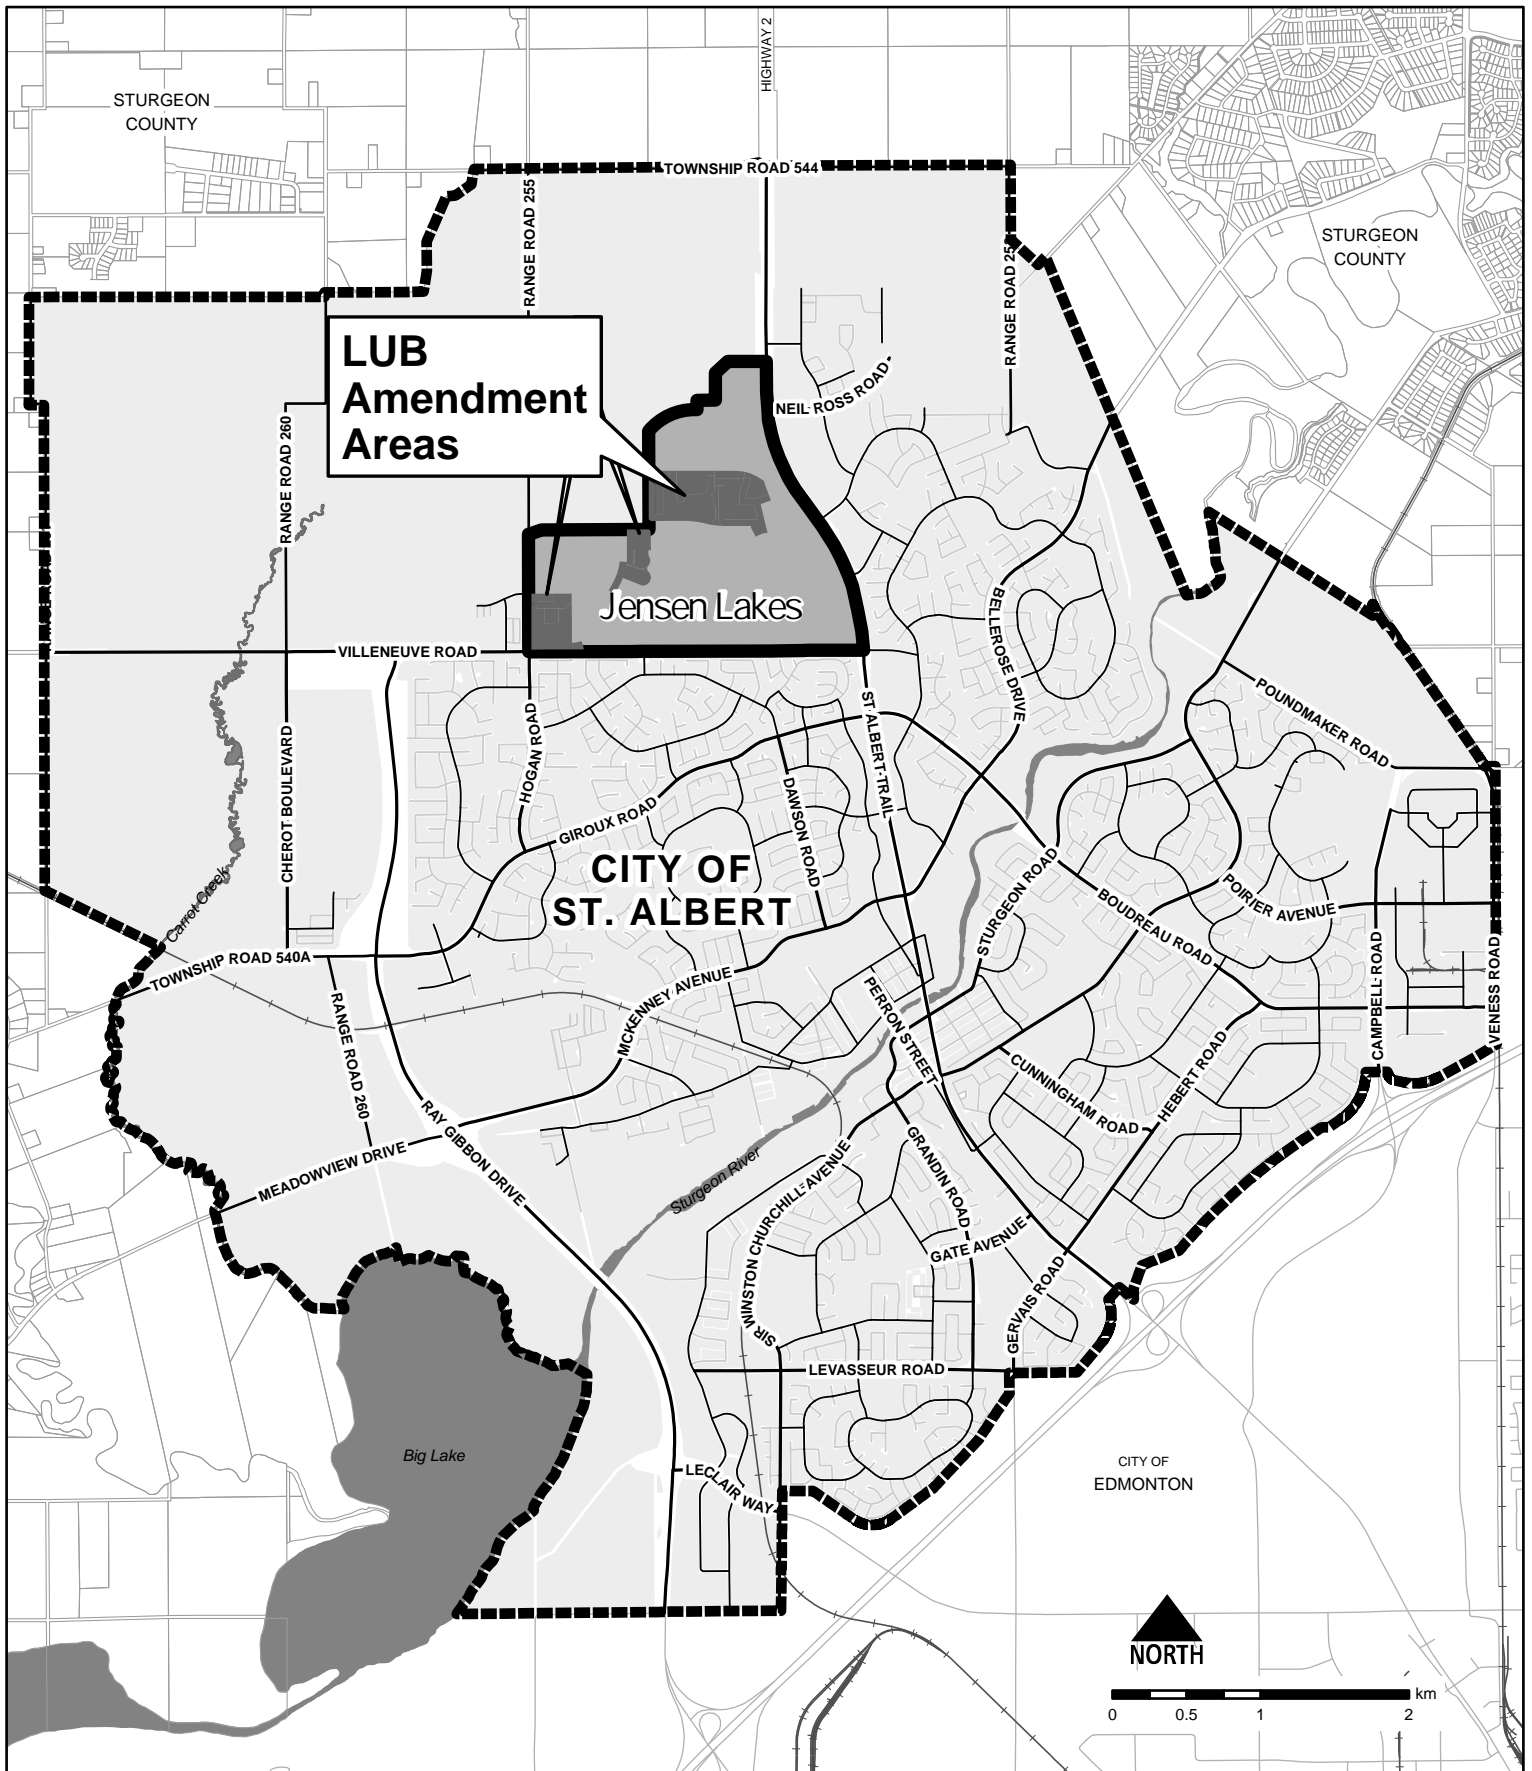 HIGHWAY 2
STURGEON
COUNTY
TOWNSHIP ROAD 544
RANGE ROAD 255
STURGEON
COUNTY
RANGE ROAD 25
LUB
Amendment
Areas
NEIL ROSS ROAD
RANGE ROAD 260
Jensen Lakes
BELLEROSE DRIVE
VILLENEUVE ROAD
POUNDMAKER ROAD
HOGAN ROAD
ST ALBERT TRAIL
CHEROT BOULEVARD
DAWSON ROAD
GIROUX ROAD
CITY OF
ST. ALBERT
STURGEON ROAD
BOUDREAU ROAD
POIRIER AVENUE
Carrot Creek
TOWNSHIP ROAD 540A
CAMPBELL ROAD
VENESS ROAD
RANGE ROAD 260
MCKENNEY AVENUE
PERRON STREET
CUNNINGHAM ROAD
HEBERT ROAD
RAY GIBBON DRIVE
MEADOWVIEW DRIVE
Sturgeon River
SIR WINSTON CHURCHILL AVENUE
GRANDIN ROAD
GATE AVENUE
GERVAIS ROAD
LEVASSEUR ROAD
Big Lake
LECLAIR WAY
CITY OF
EDMONTON
NORTH
km
0 0.5 1 2